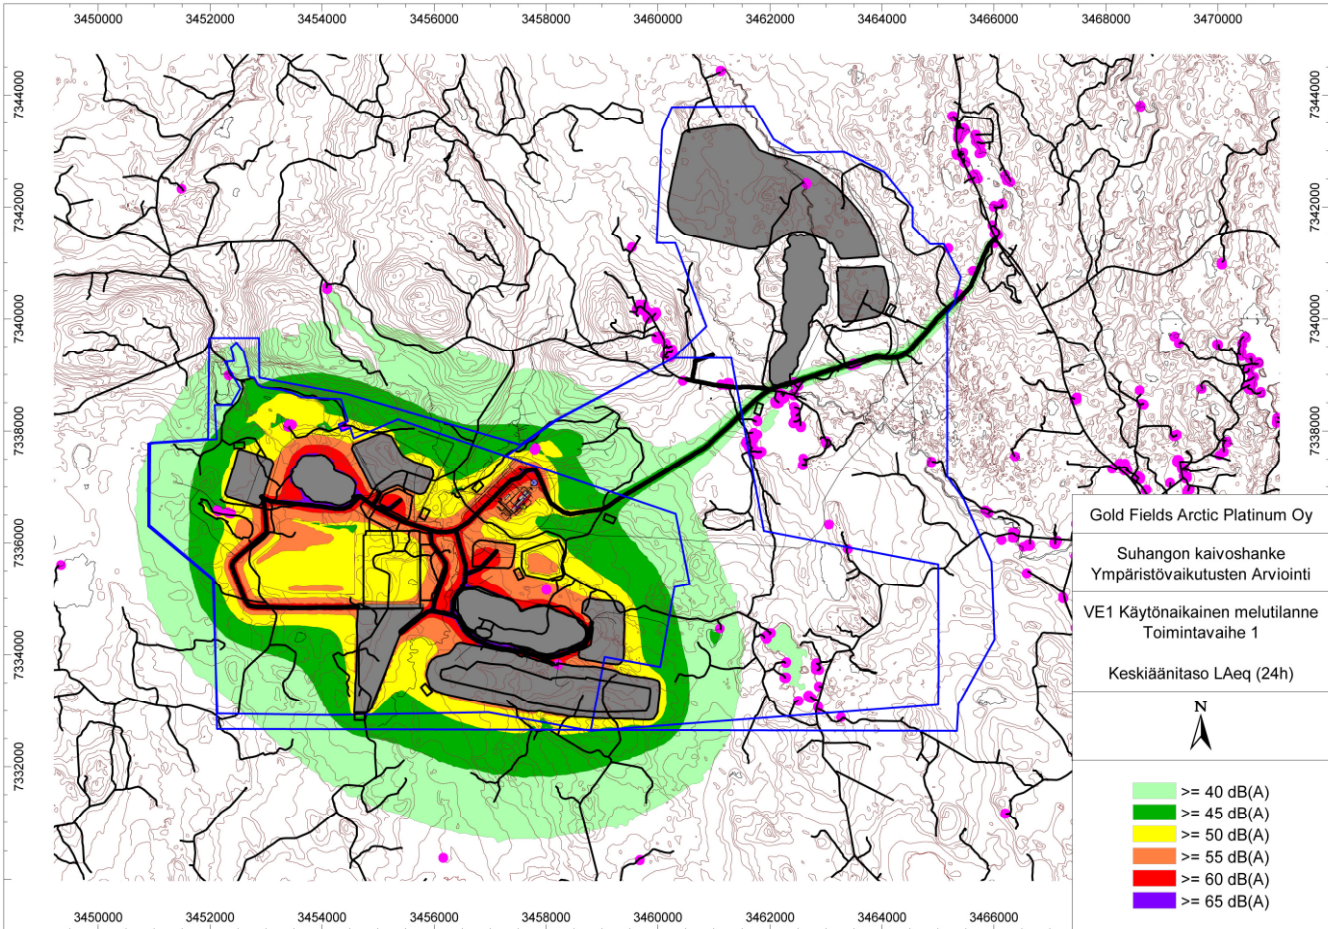 3450000 3452000 3454000 3456000 3458000 3460000 3462000 3464000 3466000 3468000 3470000
7344000
7342000
7340000
7338000
7336000
7334000
7332000
7344000
7342000
7340000
7338000
Gold Fields Arctic Platinum Oy
Suhangon kaivoshanke
Ympäristövaikutusten Arviointi
VE1 Käytönaikainen melutilanne
Toimintavaihe 1
Keskiäänitaso LAeq (24h)
N
>= 40 dB(A)
>= 45 dB(A)
>= 50 dB(A)
>= 55 dB(A)
>= 60 dB(A)
>= 65 dB(A)
3450000 3452000 3454000 3456000 3458000 3460000 3462000 3464000 3466000